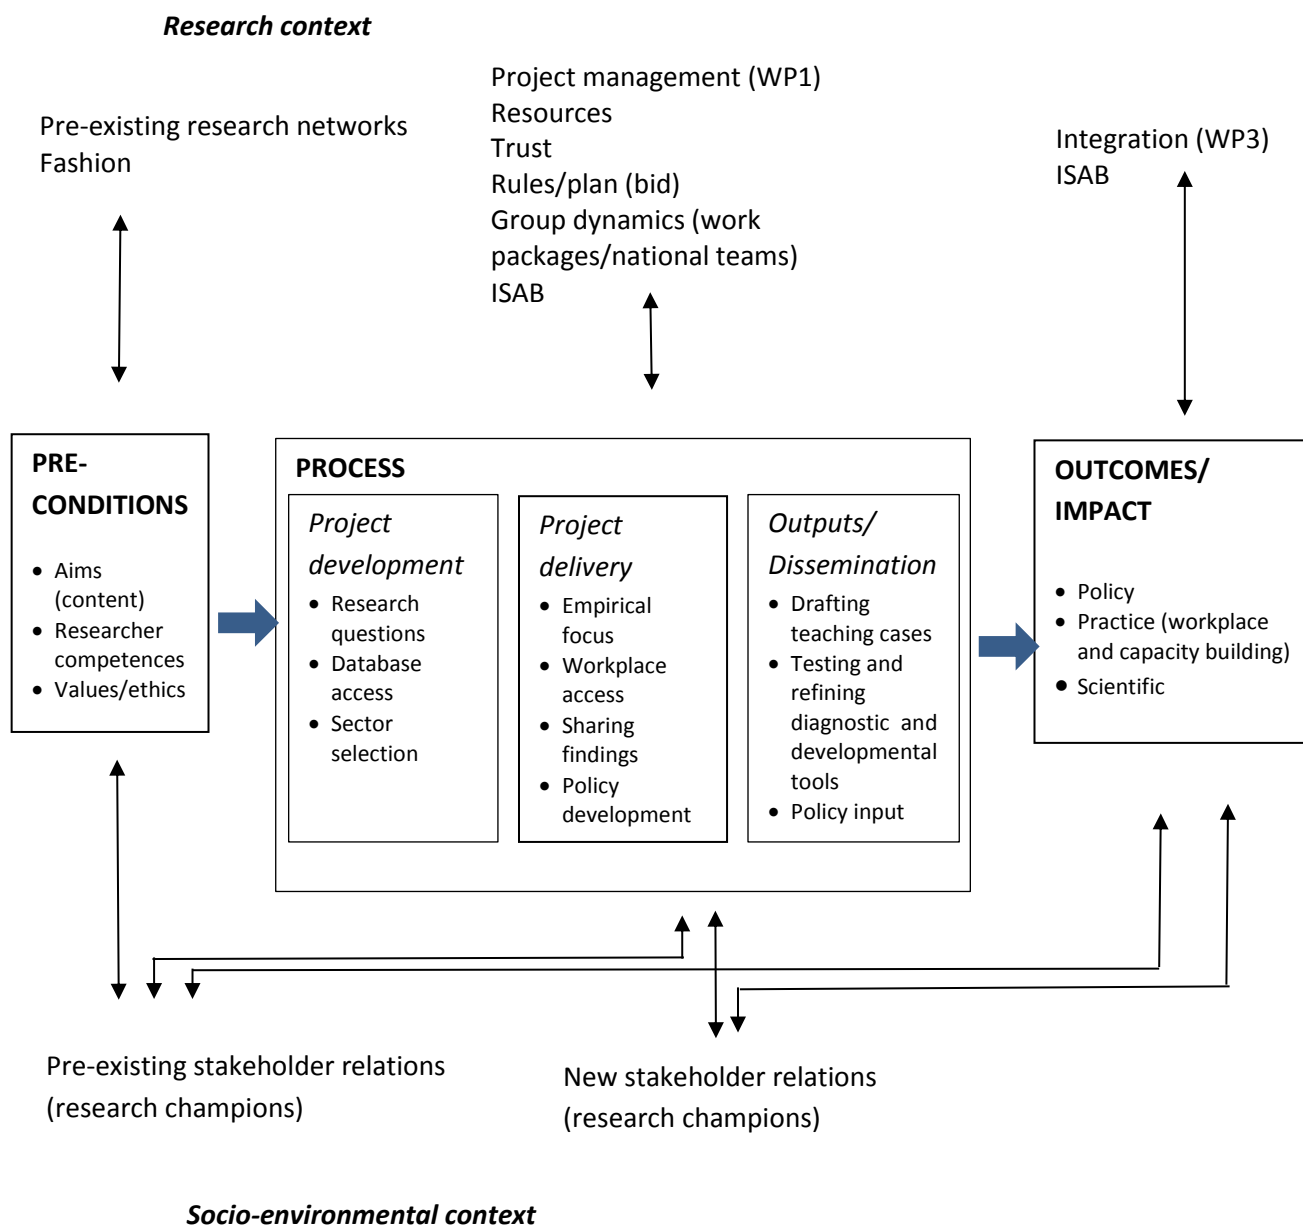 Research context
Pre-existing research networks
Fashion
Project management (WP1)
Resources
Trust
Rules/plan (bid)
Group dynamics (work
packages/national teams)
ISAB
Integration (WP3)
ISAB
PRE-
CONDITIONS
• Aims
(content)
• Researcher
competences
• Values/ethics
PROCESS
Project
development
• Research
questions
• Database
access
• Sector
selection
Project
delivery
• Empirical
focus
• Workplace
access
• Sharing
findings
• Policy
development
Outputs/
Dissemination
• Drafting
teaching cases
• Testing and
refining
diagnostic and
developmental
tools
• Policy input
OUTCOMES/
IMPACT
• Policy
• Practice (workplace
and capacity building)
• Scientific
Pre-existing stakeholder relations
(research champions)
New stakeholder relations
(research champions)
Socio-environmental context